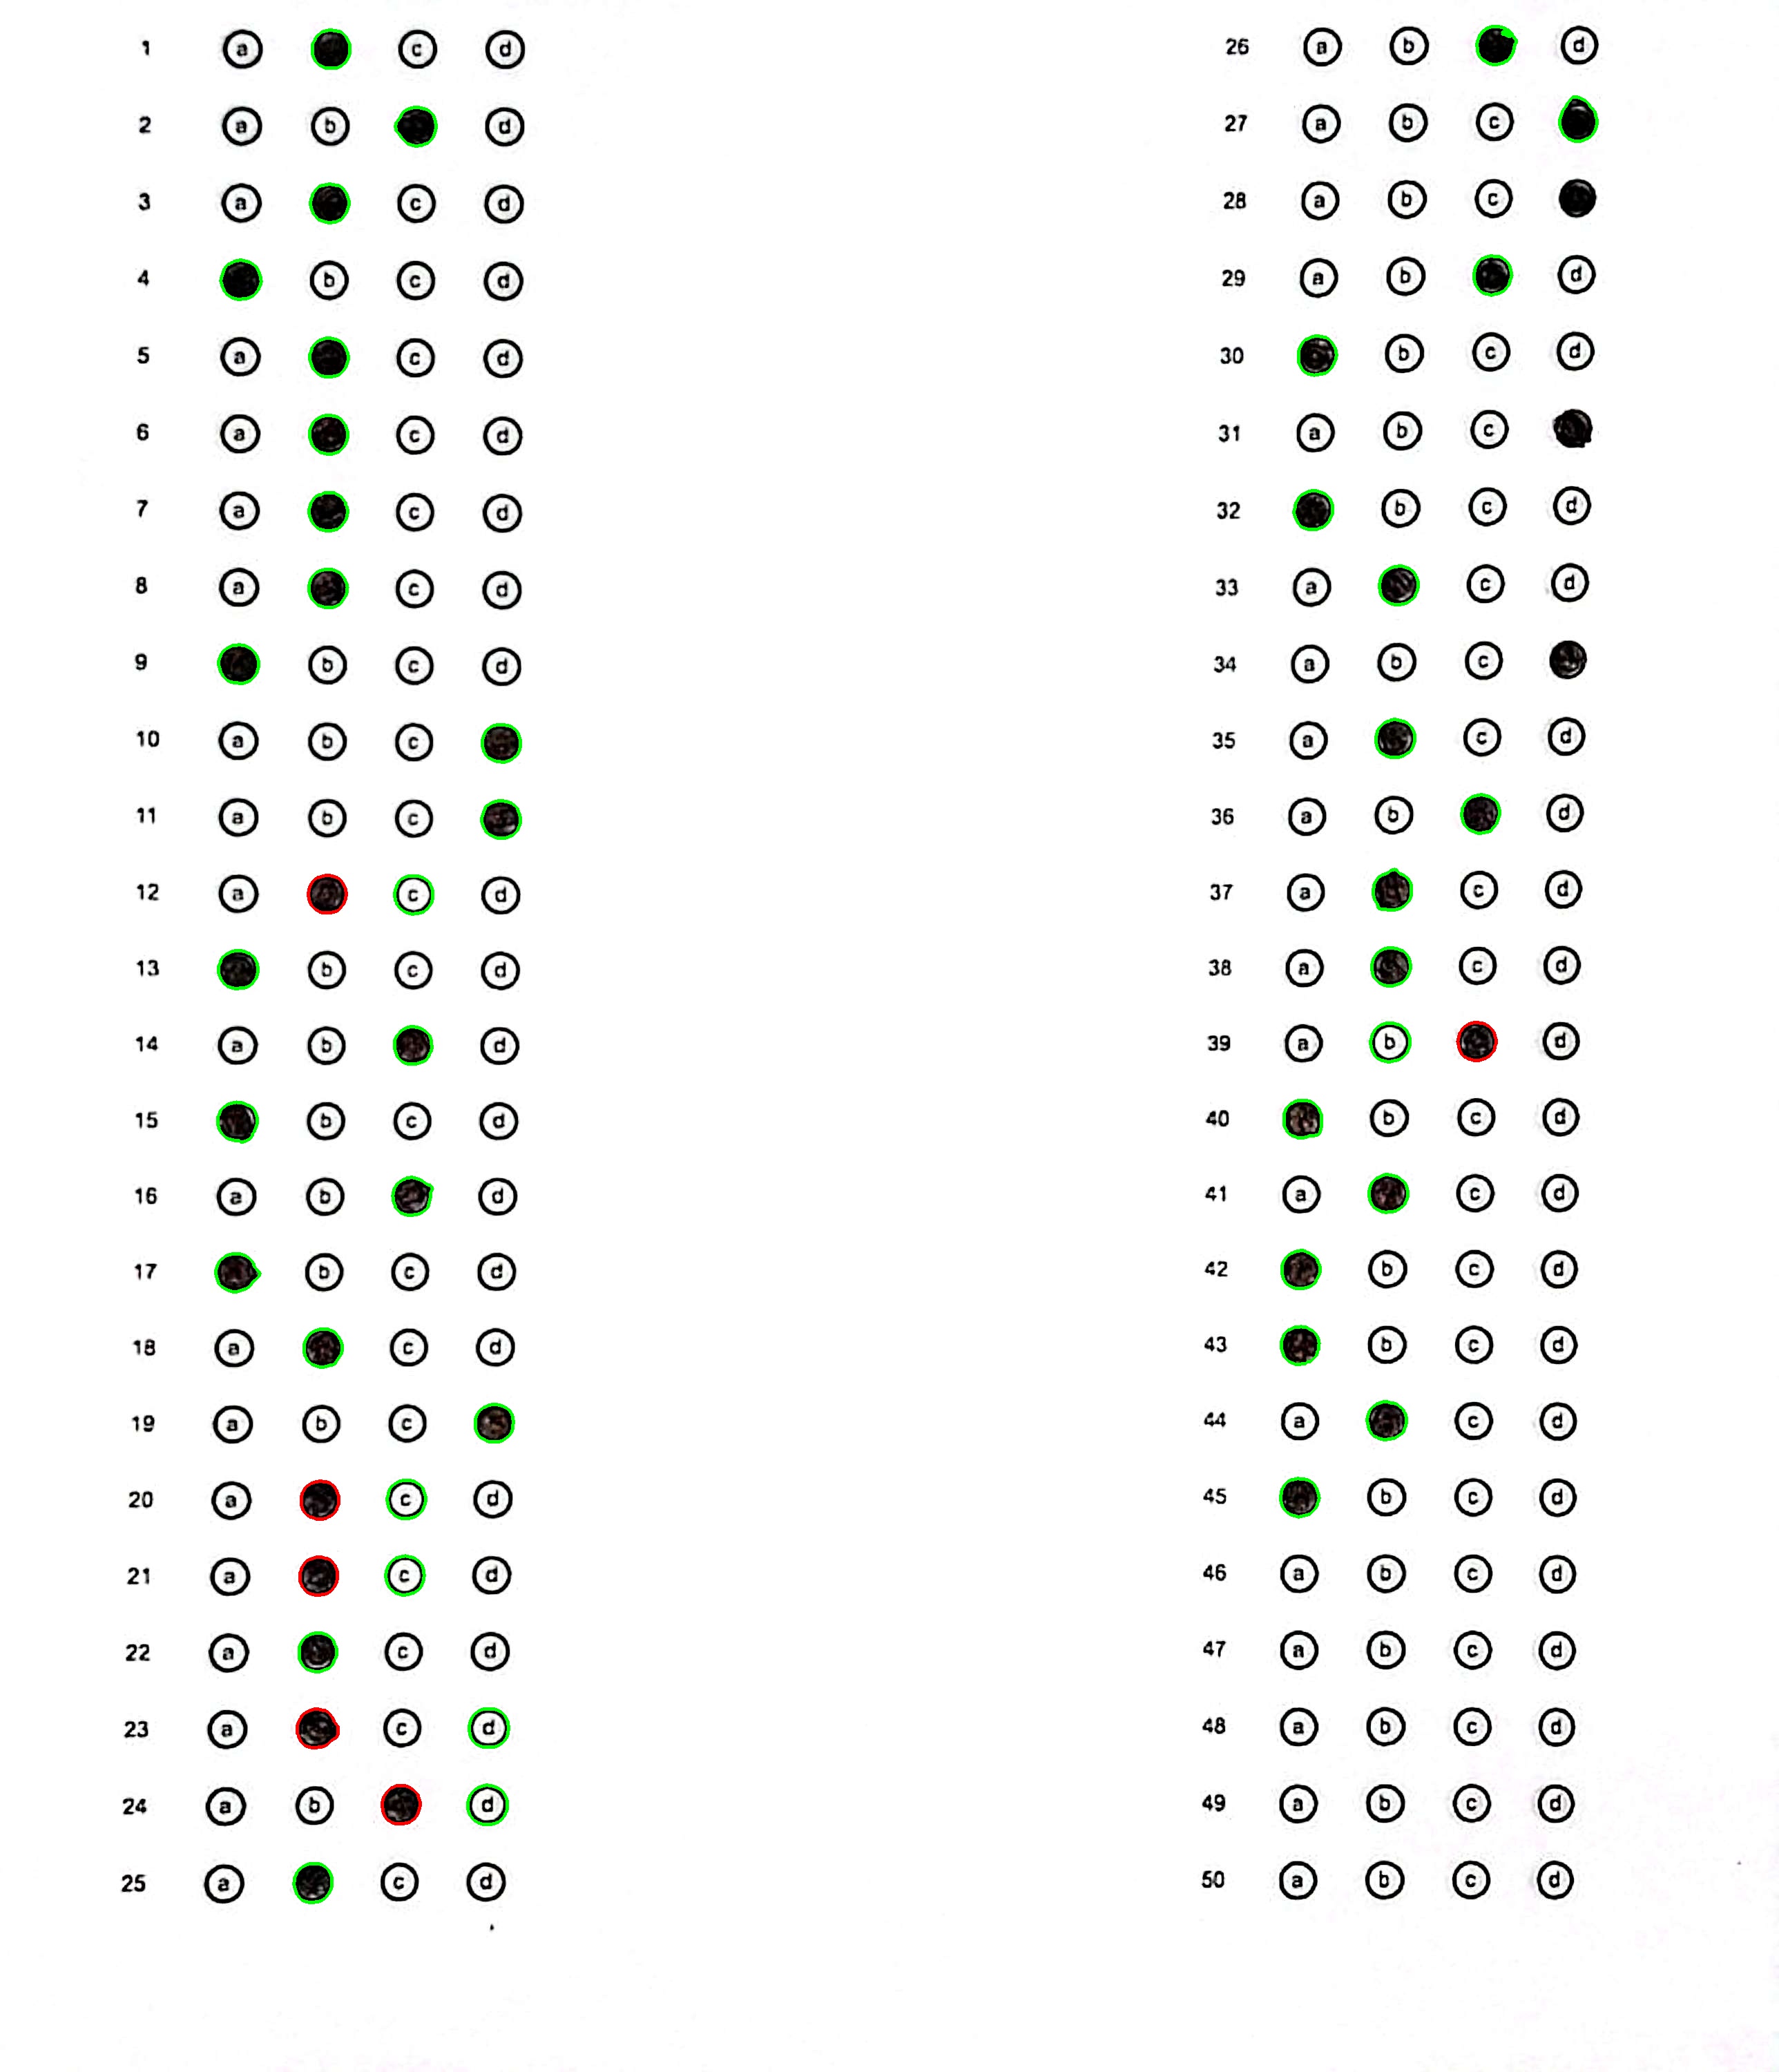 1 a c d
2 a b d
3 a c d
4 b c d
5 a c d
6 a c d
7 a c d
8 a c d
9 b c d
10 a b c
11 a b c
12 a c d
13 b c d
14 a b d
15 b c d
16 a b d
17 b c d
18 a c d
19 a b c
20 a c d
21 a c d
22 a c d
23 a c d
24 a b d
25 a c d
26 a b d
27 a b c
28 a b c
29 a b d
30 b c d
31 a b c
32 b c d
33 a c d
34 a b c
35 a c d
36 a b d
37 a c d
38 a c d
39 a b d
40 b c d
41 a c d
42 b c d
43 b c d
44 a c d
45 b c d
46 a b c d
47 a b c d
48 a b c d
49 a b c d
50 a b c d